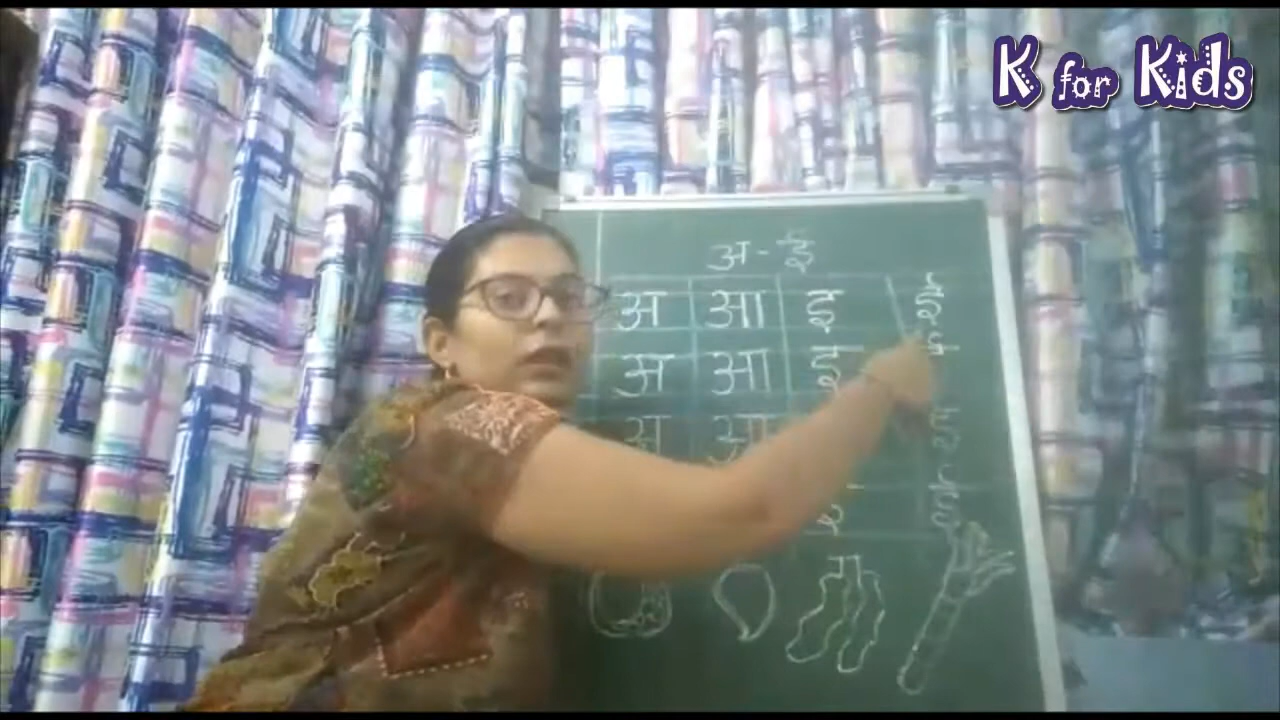 K for Kids
अ - ई
अ आ इ ई
अ आ इ ई
अ आ ई
इ ई